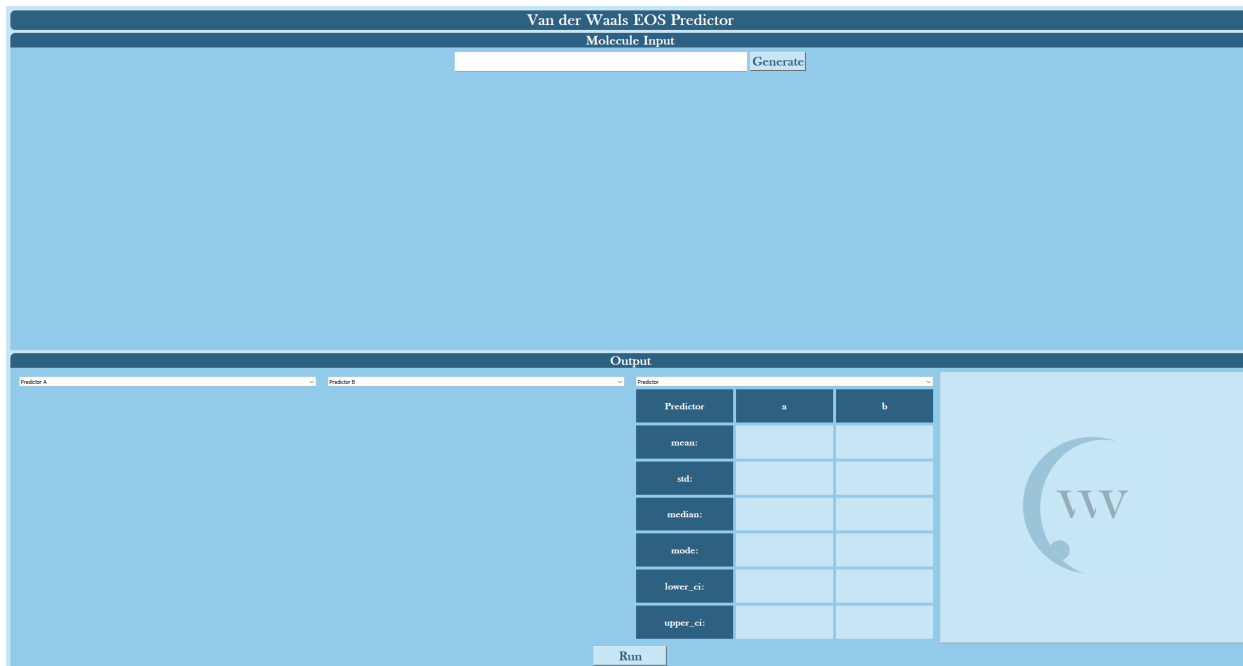 Van der Waals EOS Predictor
Molecule Input
Generate
Output
Predictor A
Predictor B
Predictor
Predictor a b
mean:
std:
median:
mode:
lower_ci:
upper_ci:
VVV
Run